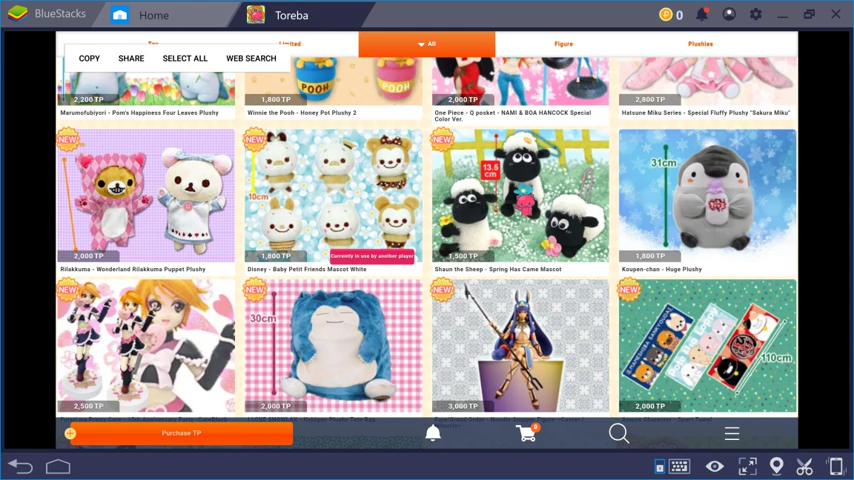 BlueStacks
Home
Toreba
0
COPY
SHARE
SELECT ALL
WEB SEARCH
All
Figure
Plushies
2,200 TP
1,800 TP
2,000 TP
2,800 TP
POOH
POOH
Marumofubiyori - Pom's Happiness Four Leaves Plushy
Winnie the Pooh - Honey Pot Plushy 2
One Piece - Q posket - NAMI & BOA HANCOCK Special
Color Ver.
Hatsune Miku Series - Special Fluffy Plushy "Sakura Miku"
NEW
NEW
10cm
13.5
cm
31cm
2,000 TP
1,800 TP
Currently in use by another player
1,500 TP
1,800 TP
Rilakkuma - Wonderland Rilakkuma Puppet Plushy
Disney - Baby Petit Friends Mascot White
Shaun the Sheep - Spring Has Came Mascot
Koupen-chan - Huge Plushy
NEW
NEW
NEW
30cm
110cm
2,500 TP
2,000 TP
3,000 TP
2,000 TP
Purchase TP
0